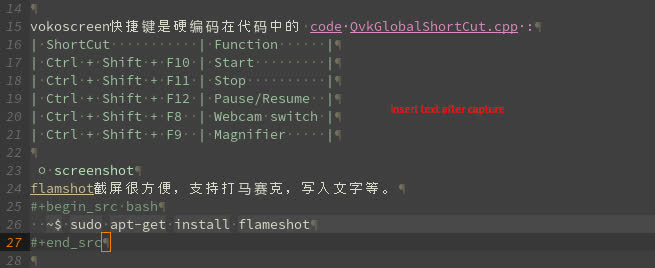 14 ¶
15 vokoscreen快捷键是硬编码在代码中的 code QvkGlobalShortCut.cpp :¶
16 | ShortCut | Function |¶
17 | Ctrl + Shift + F10 | Start |¶
18 | Ctrl + Shift + F11 | Stop |¶
19 | Ctrl + Shift + F12 | Pause/Resume |¶
20 | Ctrl + Shift + F8 | Webcam switch |¶
21 | Ctrl + Shift + F9 | Magnifier |¶
Insert text after capture
22 ¶
23 ○ screenshot¶
24 flamshot截屏很方便，支持打马赛克，写入文字等。¶
25 #+begin_src bash¶
26 ~$ sudo apt-get install flameshot¶
27 #+end_src¶
28 ¶